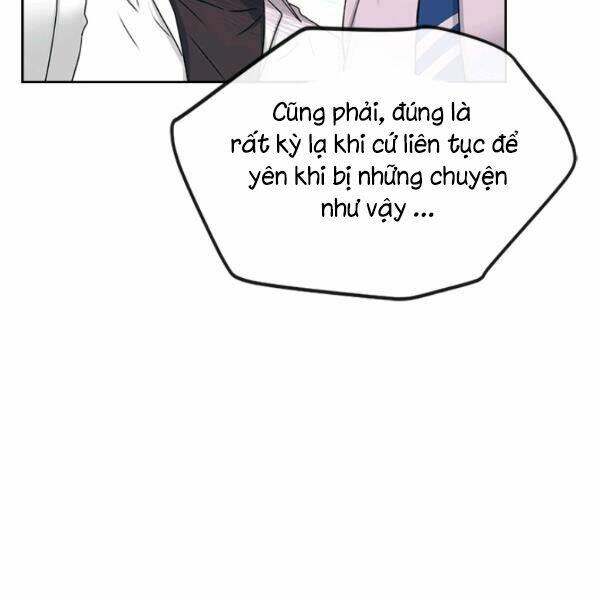 Cũng phải, đúng là
rất kỳ lạ khi cứ liên tục để
yên khi bị những chuyện
như vậy ...